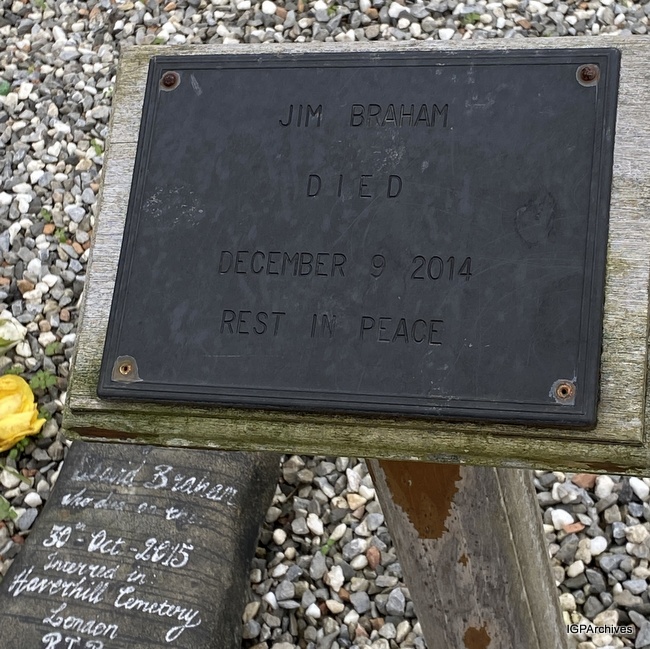 JIM BRAHAM
DIED
DECEMBER 9 2014
REST IN PEACE
Braham
who died on the
30th Oct-2015
Interred in:
Haverhill Cemetery
London
R.I.P.
IGPArchives